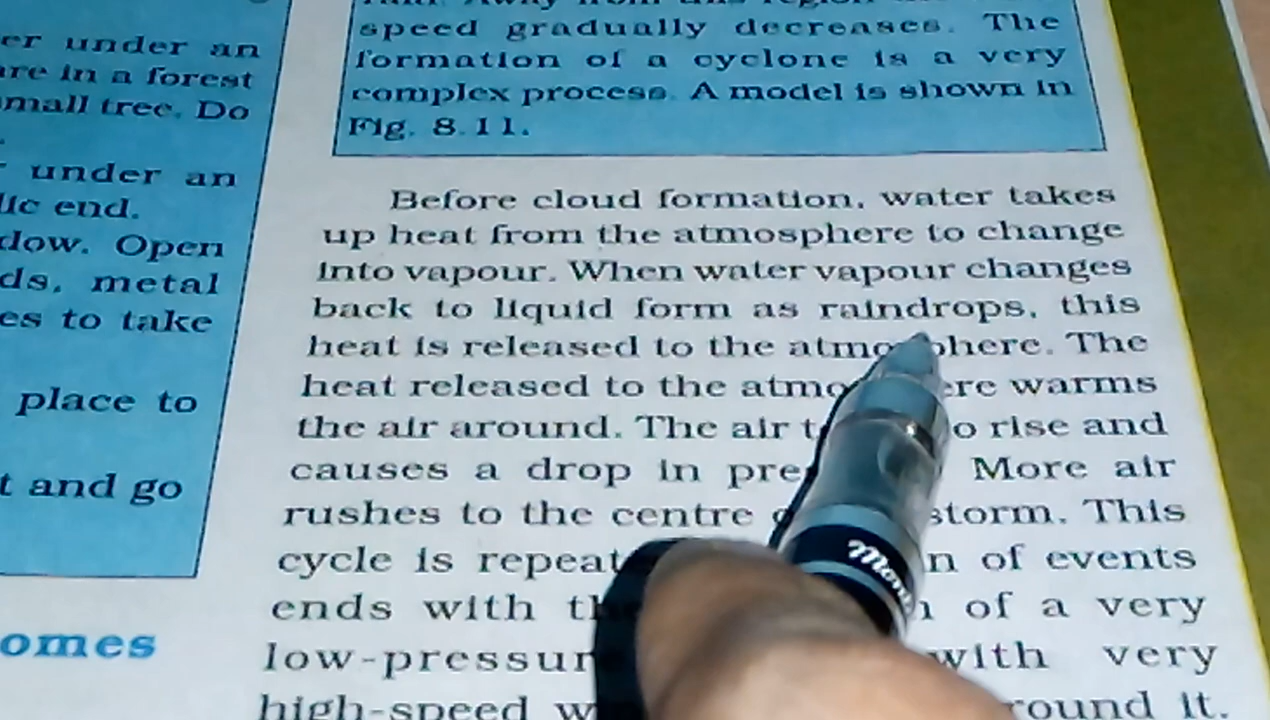 er under an
are in a forest
small tree. Do
under an
lic end.
dow. Open
ds, metal
es to take
place to
t and go
omes
speed gradually decreases. The
formation of a cyclone is a very
complex process. A model is shown in
Fig. 8.11.
Before cloud formation, water takes
up heat from the atmosphere to change
into vapour. When water vapour changes
back to liquid form as raindrops, this
heat is released to the atmosphere. The
heat released to the atmo ere warms
the air around. The air t o rise and
causes a drop in pre More air
rushes to the centre storm. This
cycle is repeat n of events
ends with th of a very
low-pressur with very
high-speed w round it.